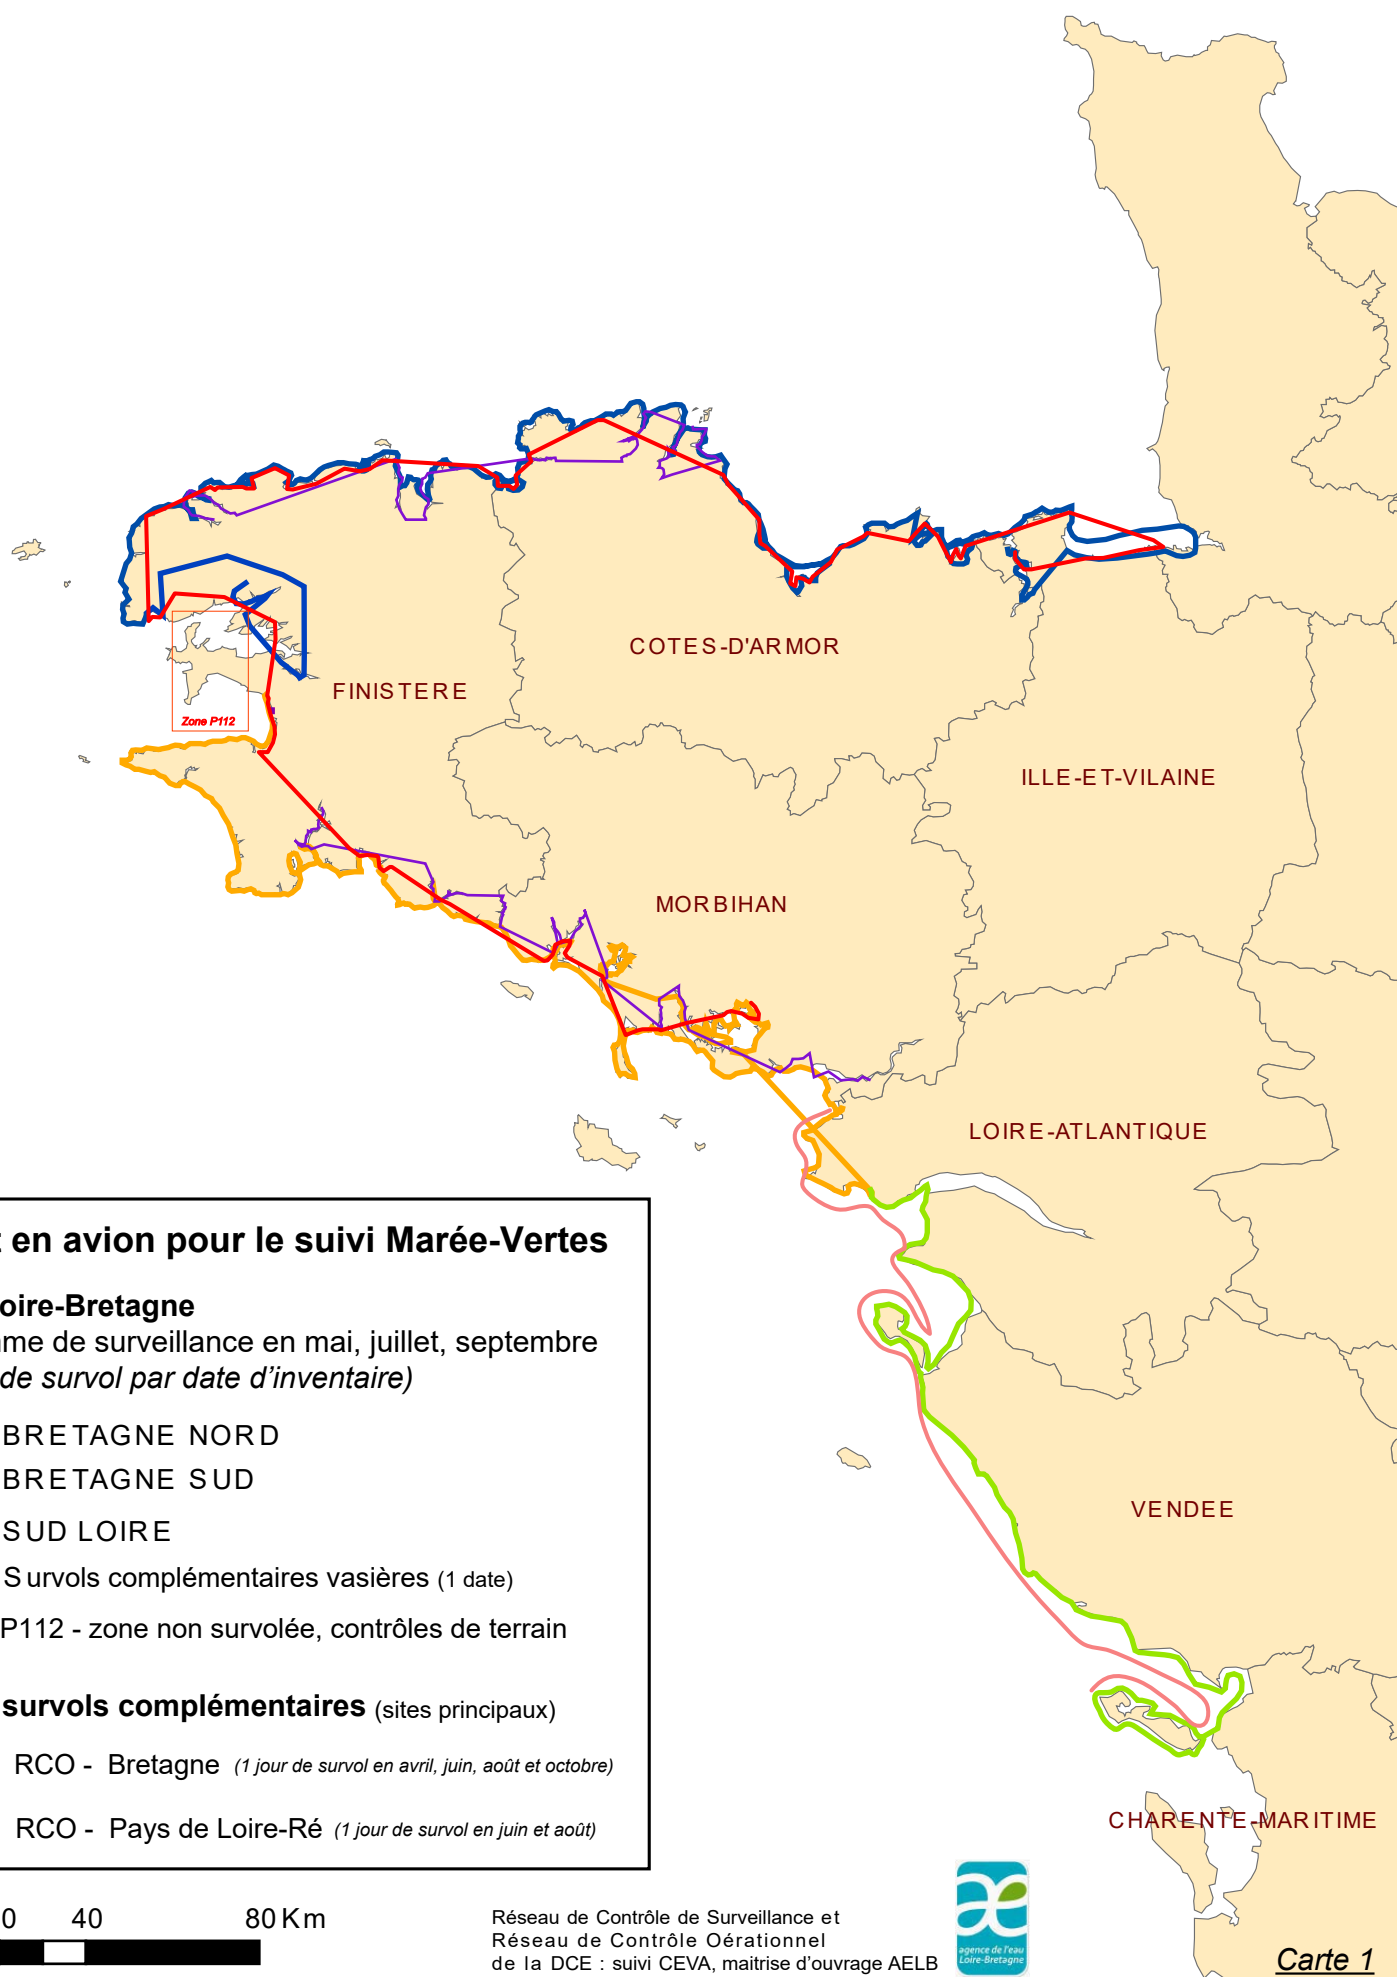 COTES-D'ARMOR
FINISTERE
Zone P112
ILLE-ET-VILAINE
MORBIHAN
LOIRE-ATLANTIQUE
VENDEE
CHARENTE-MARITIME
en avion pour le suivi Marée-Vertes
oire-Bretagne
me de surveillance en mai, juillet, septembre
de survol par date d’inventaire)
BRETAGNE NORD
BRETAGNE SUD
SUD LOIRE
Survols complémentaires vasières (1 date)
P112 - zone non survolée, contrôles de terrain
survols complémentaires (sites principaux)
RCO - Bretagne (1 jour de survol en avril, juin, août et octobre)
RCO - Pays de Loire-Ré (1 jour de survol en juin et août)
0 40 80 Km
Réseau de Contrôle de Surveillance et
Réseau de Contrôle Oérationnel
de la DCE : suivi CEVA, maitrise d’ouvrage AELB
agence de l'eau
Loire-Bretagne
Carte 1